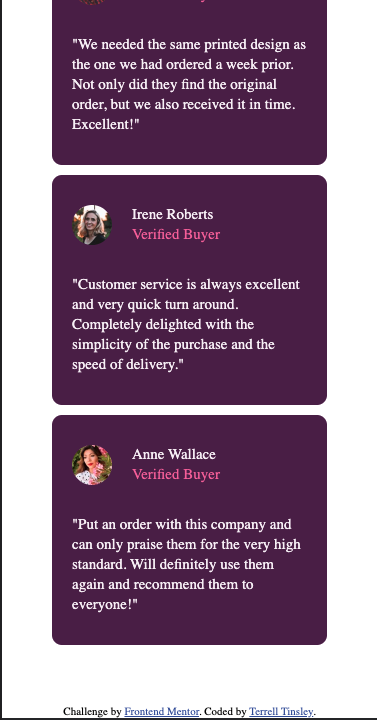 "We needed the same printed design as
the one we had ordered a week prior.
Not only did they find the original
order, but we also received it in time.
Excellent!"
Irene Roberts
Verified Buyer
"Customer service is always excellent
and very quick turn around.
Completely delighted with the
simplicity of the purchase and the
speed of delivery."
Anne Wallace
Verified Buyer
"Put an order with this company and
can only praise them for the very high
standard. Will definitely use them
again and recommend them to
everyone!"
Challenge by Frontend Mentor. Coded by Terrell Tinsley.